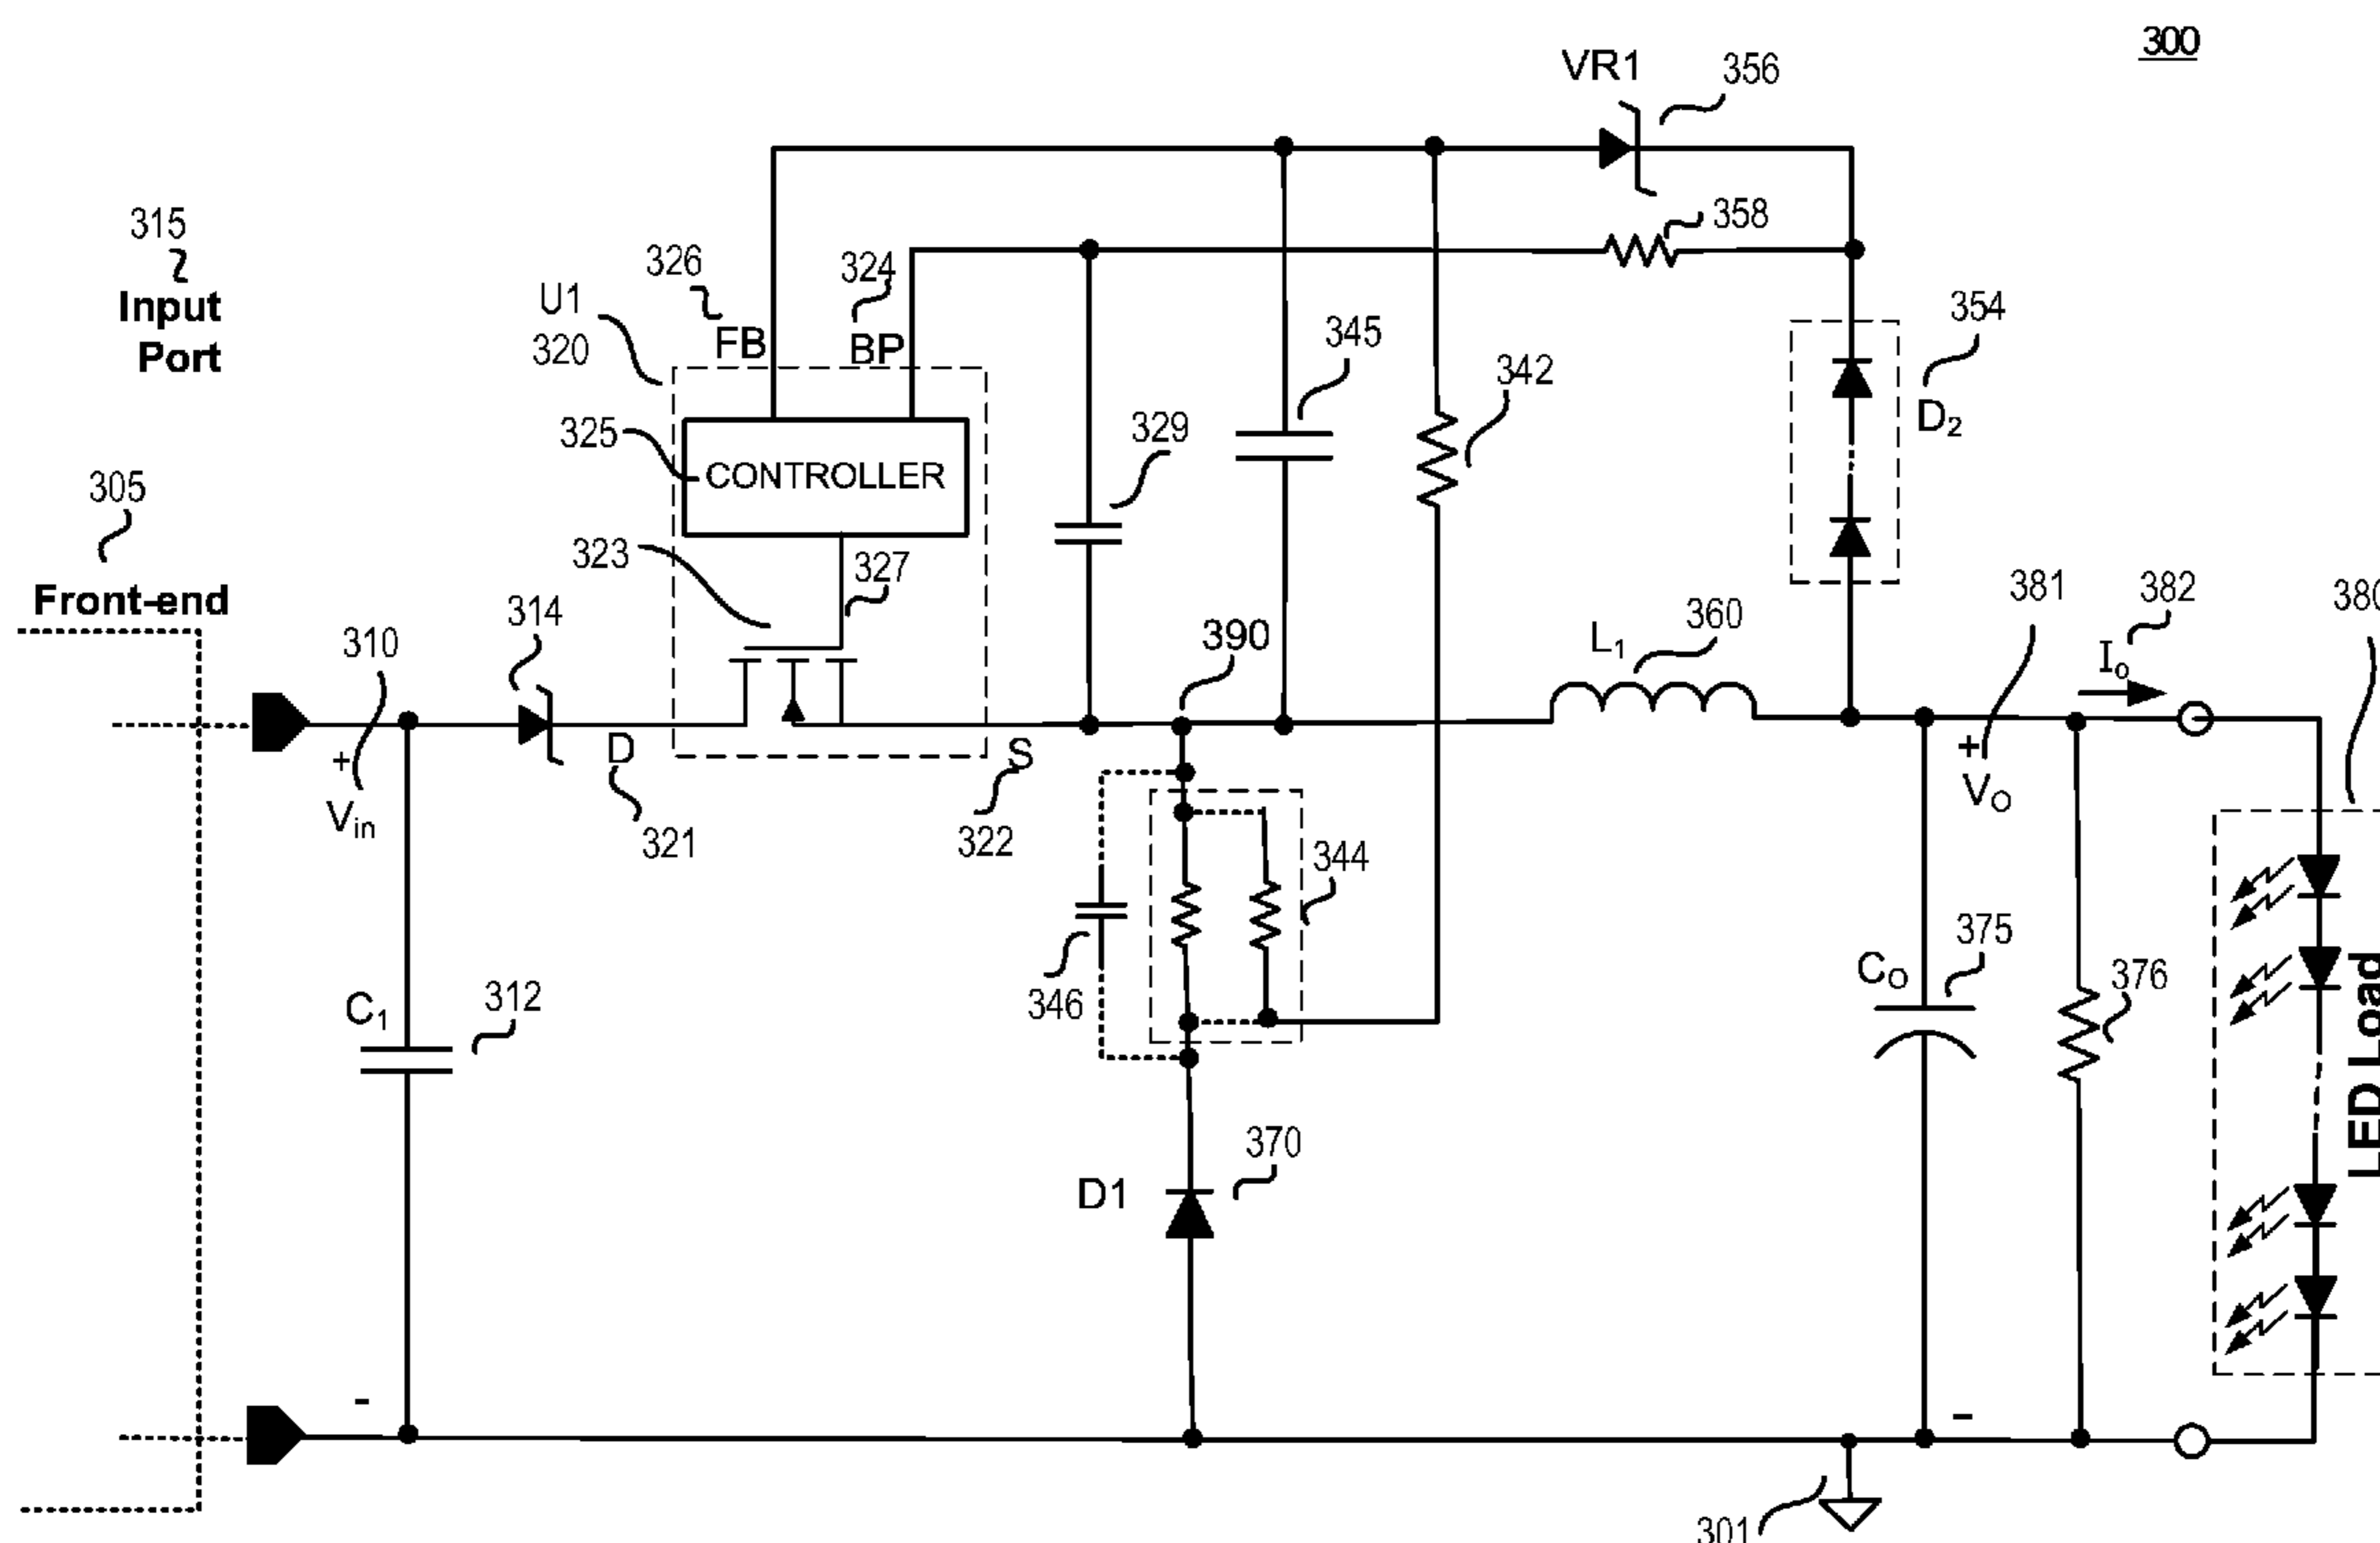 300
VR1
356
315
Input
Port
358
326
324
U1
320
FB
BP
354
345
342
D₂
325
CONTROLLER
329
305
323
327
Front-end
314
310
390
L₁
360
381
382
Iₒ
380
D
S
+
Vin
+
Vₒ
321
322
344
C₁
312
346
Cₒ
375
376
LED Load
D1
370
-
-
301